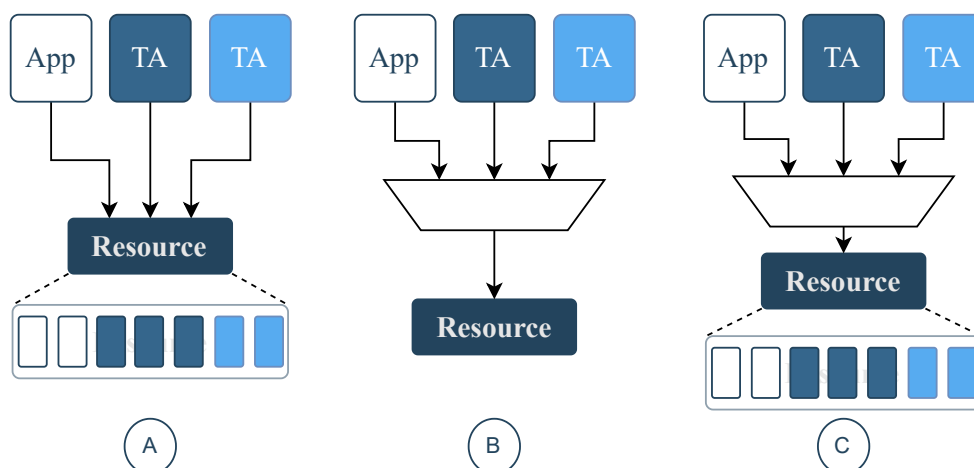 App TA TA
Resource
A
App TA TA
Resource
B
App TA TA
Resource
C